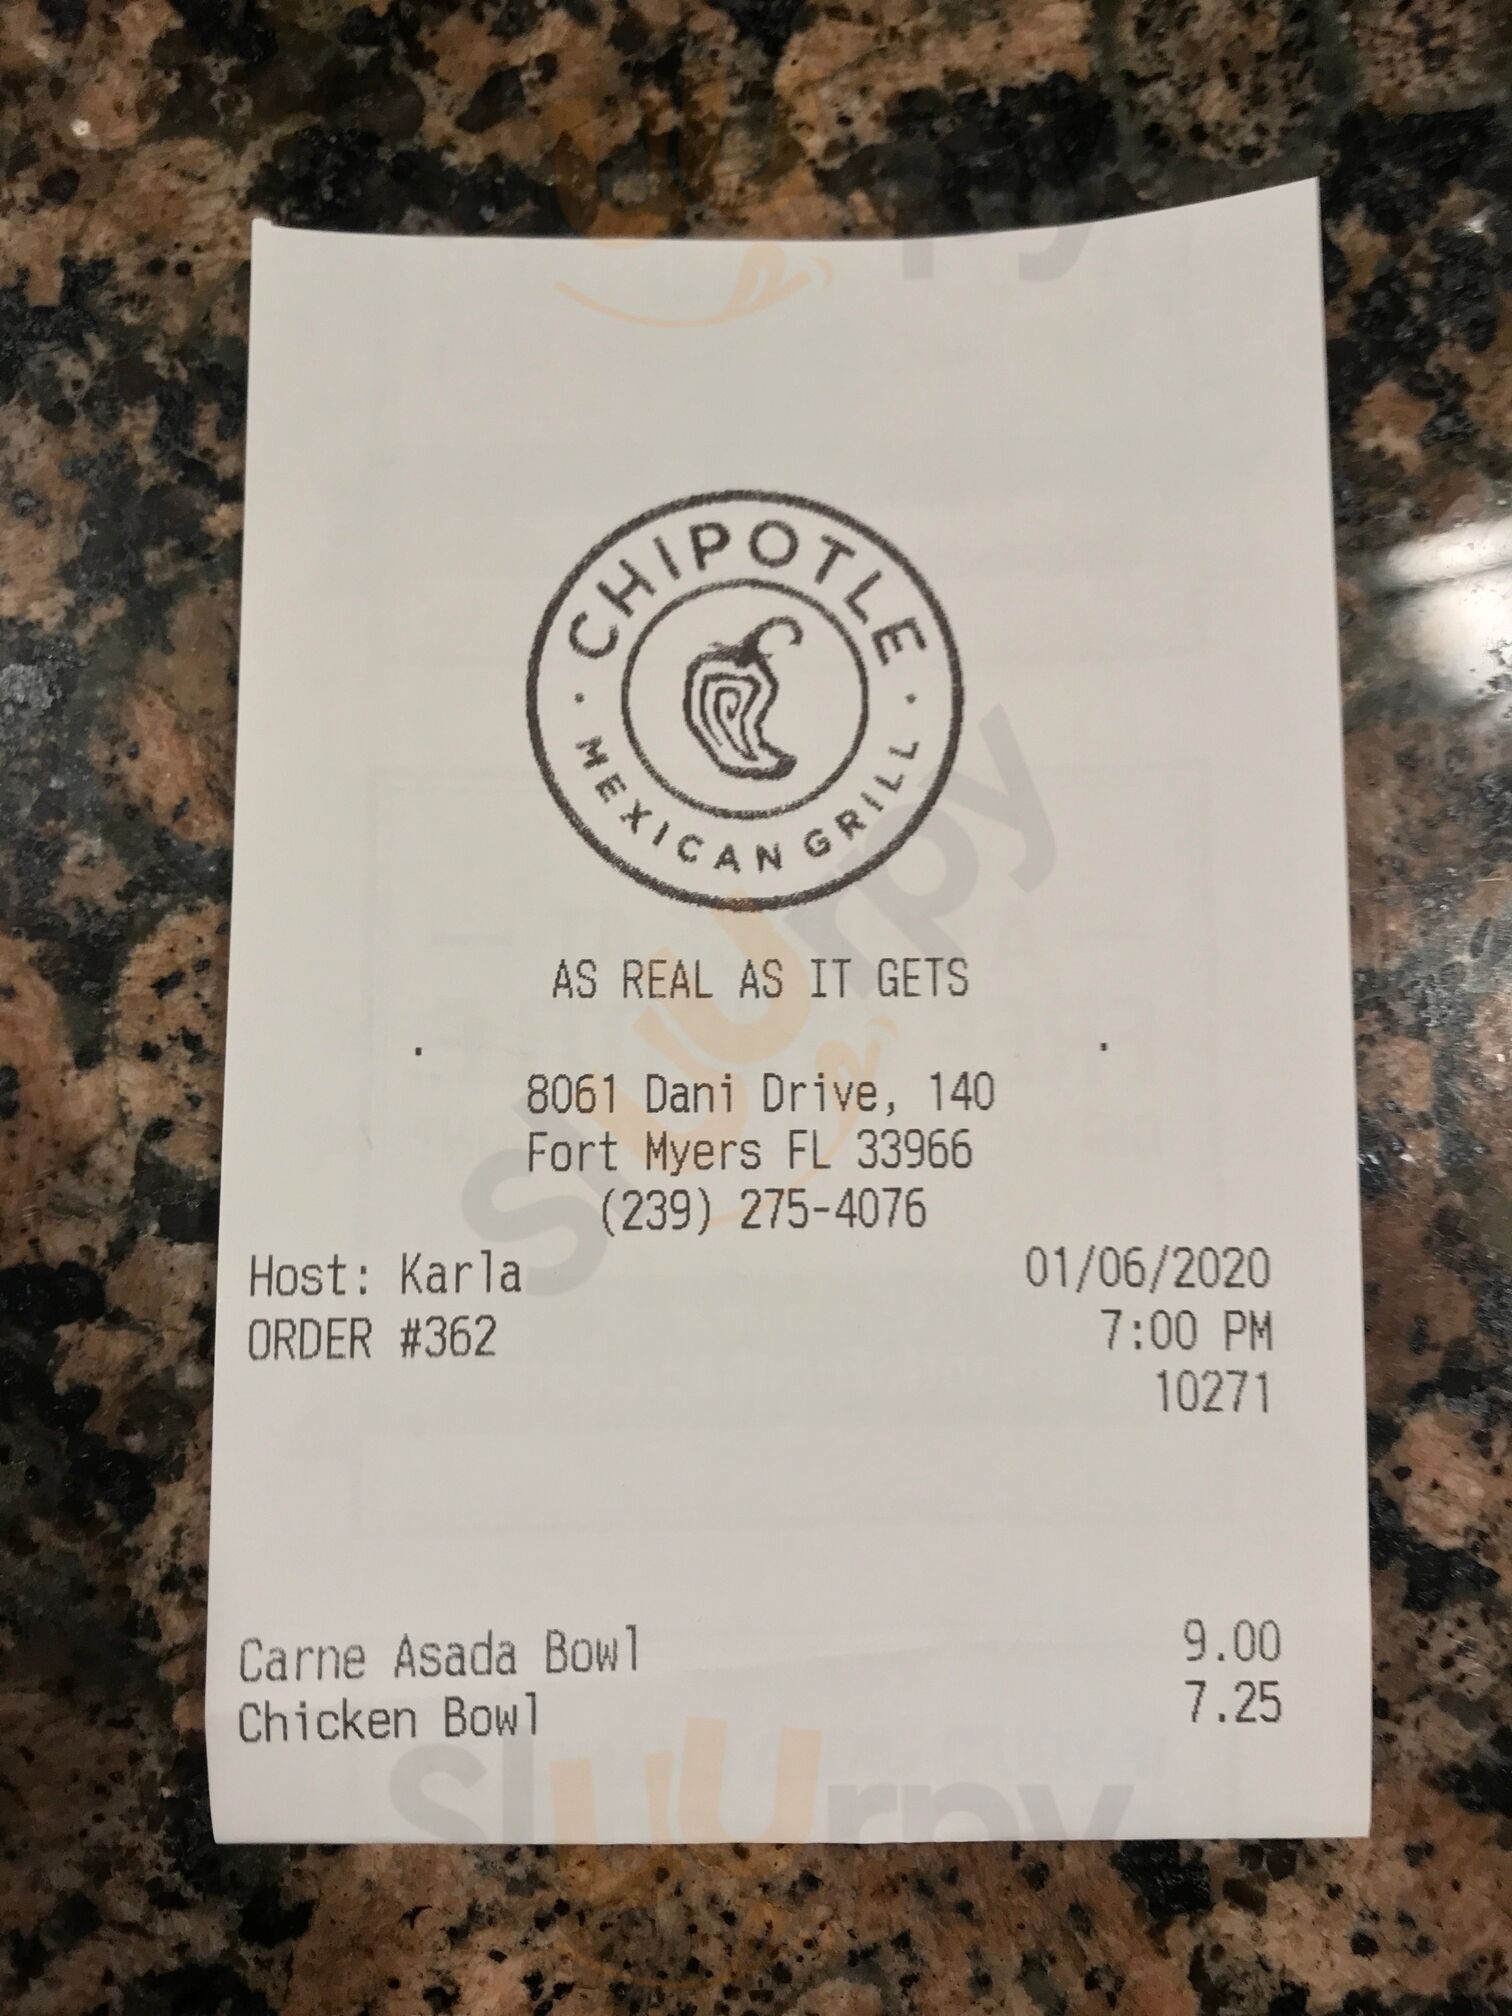 CHIPOTLE
MEXICAN GRILL
AS REAL AS IT GETS
8061 Dani Drive, 140
Fort Myers FL 33966
(239) 275-4076
Host: Karla 01/06/2020
ORDER #362 7:00 PM
10271
Carne Asada Bowl 9.00
Chicken Bowl 7.25
sluurpy
sluurpy